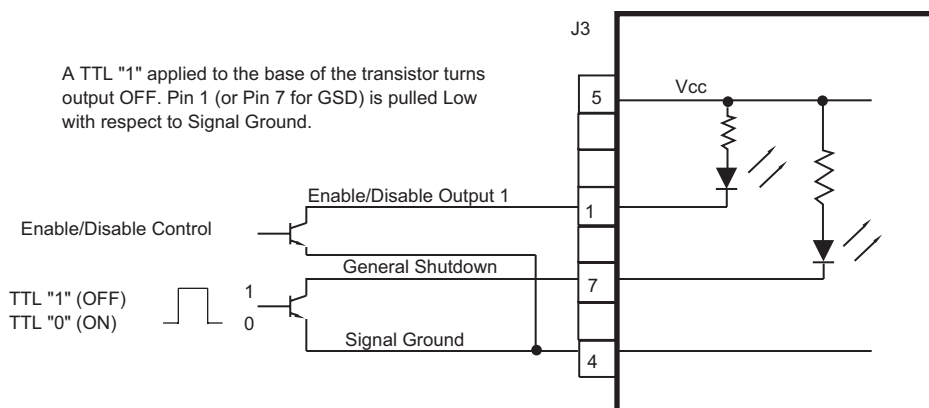 J3
A TTL "1" applied to the base of the transistor turns
output OFF. Pin 1 (or Pin 7 for GSD) is pulled Low
with respect to Signal Ground.
5
Vcc
Enable/Disable Output 1
1
Enable/Disable Control
General Shutdown
7
TTL "1" (OFF)
1
TTL "0" (ON)
0
Signal Ground
4